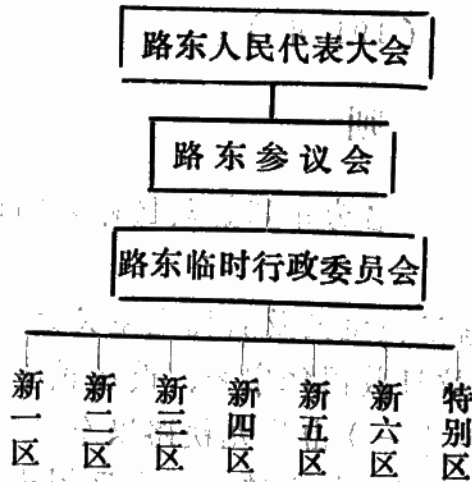 路东人民代表大会
路东参议会
路东临时行政委员会
新一区
新二区
新三区
新四区
新五区
新六区
特别区